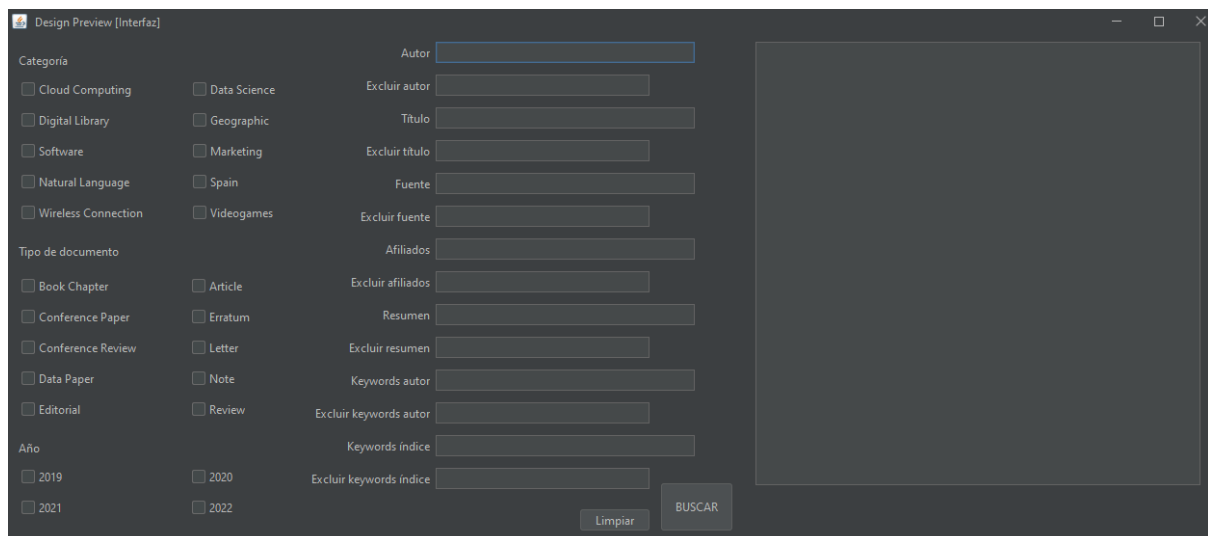 Design Preview [Interfaz]
Categoría
Cloud Computing
Data Science
Digital Library
Geographic
Software
Marketing
Natural Language
Spain
Wireless Connection
Videogames
Tipo de documento
Book Chapter
Article
Conference Paper
Erratum
Conference Review
Letter
Data Paper
Note
Editorial
Review
Año
2019
2020
2021
2022
Autor
Excluir autor
Título
Excluir título
Fuente
Excluir fuente
Afiliados
Excluir afiliados
Resumen
Excluir resumen
Keywords autor
Excluir keywords autor
Keywords índice
Excluir keywords índice
Limpiar
BUSCAR